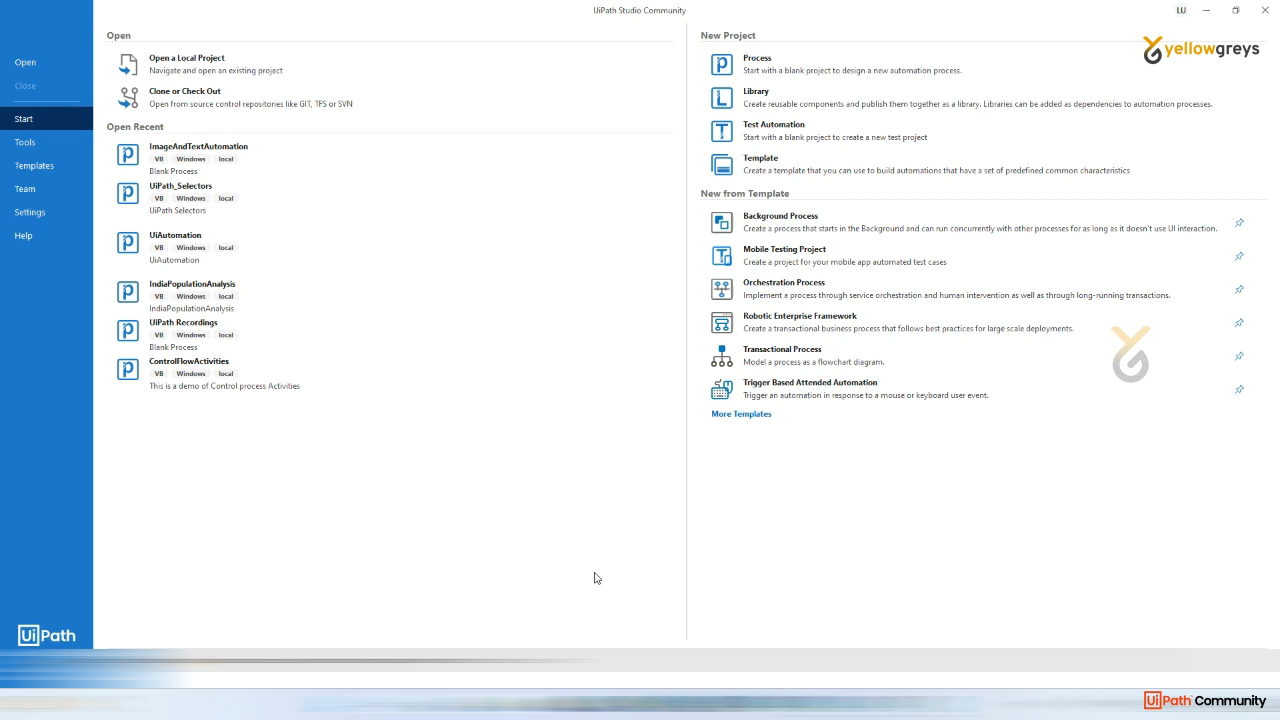 UiPath Studio Community
LU
yellowgreys
Open
Close
Start
Tools
Templates
Team
Settings
Help
UiPath
Open
Open a Local Project
Navigate and open an existing project
Clone or Check Out
Open from source control repositories like GIT, TFS or SVN
Open Recent
ImageAndTextAutomation
VB Windows local
Blank Process
UiPath_Selectors
VB Windows local
UiPath Selectors
UiAutomation
VB Windows local
UiAutomation
IndiaPopulationAnalysis
VB Windows local
IndiaPopulationAnalysis
UiPath Recordings
VB Windows local
Blank Process
ControlFlowActivities
VB Windows local
This is a demo of Control process Activities
New Project
Process
Start with a blank project to design a new automation process.
Library
Create reusable components and publish them together as a library. Libraries can be added as dependencies to automation processes.
Test Automation
Start with a blank project to create a new test project
Template
Create a template that you can use to build automations that have a set of predefined common characteristics
New from Template
Background Process
Create a process that starts in the Background and can run concurrently with other processes for as long as it doesn't use UI interaction.
Mobile Testing Project
Create a project for your mobile app automated test cases
Orchestration Process
Implement a process through service orchestration and human intervention as well as through long-running transactions.
Robotic Enterprise Framework
Create a transactional business process that follows best practices for large scale deployments.
Transactional Process
Model a process as a flowchart diagram.
Trigger Based Attended Automation
Trigger an automation in response to a mouse or keyboard user event.
More Templates
UiPath Community